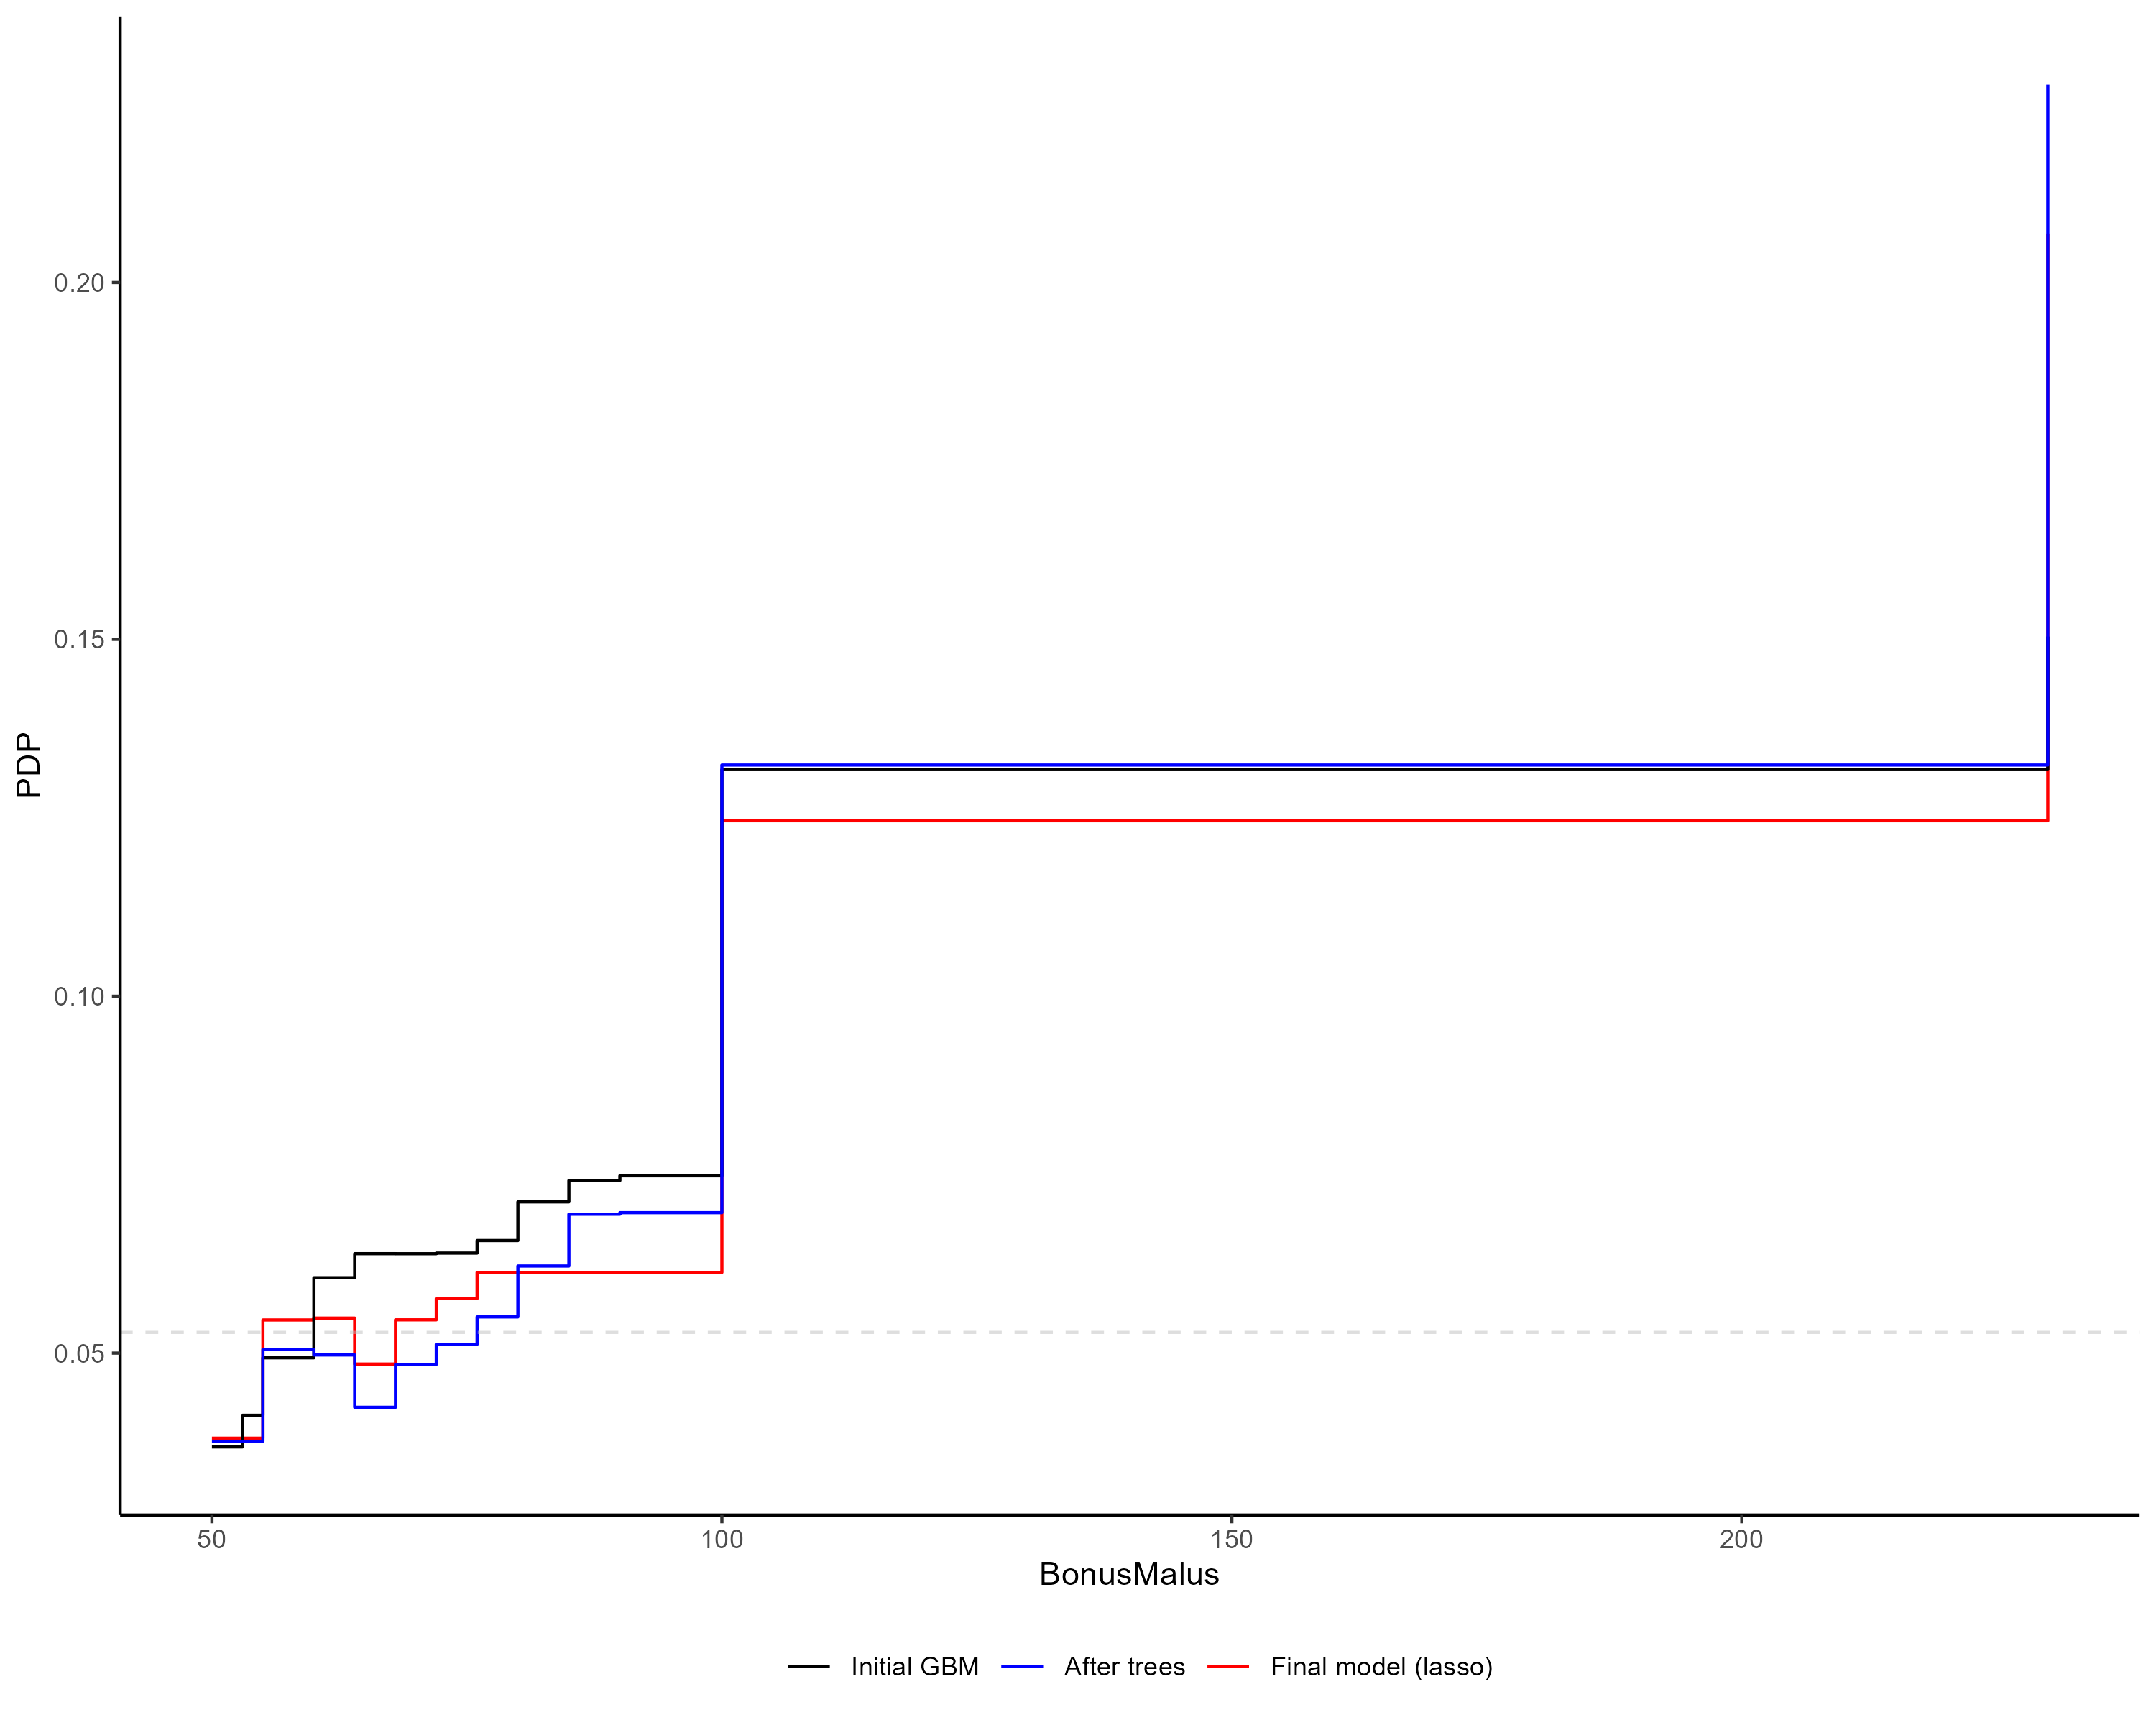 PDP
0.20
0.15
0.10
0.05
50 100 150 200
BonusMalus
Initial GBM After trees Final model (lasso)